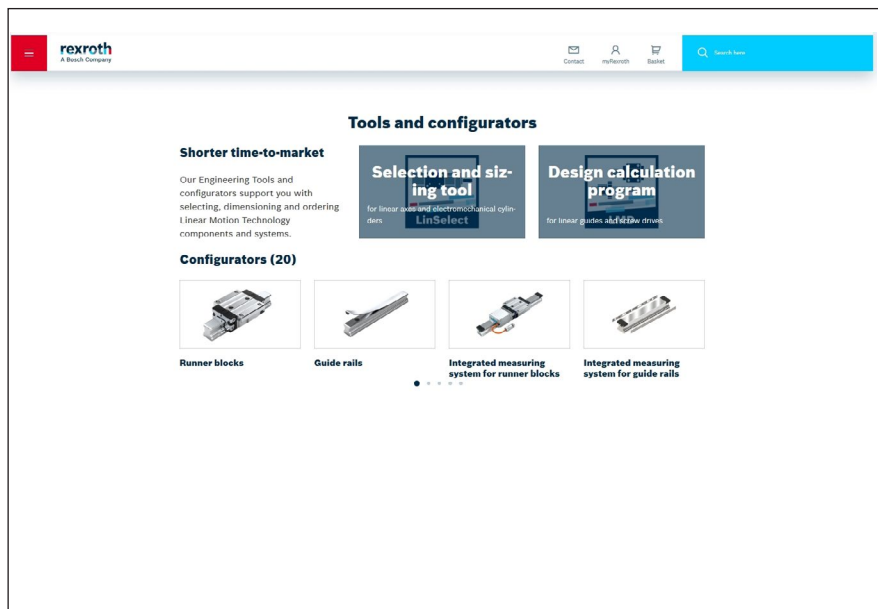 rexroth
A Bosch Company
Contact
myRexroth
Basket
Search here
Tools and configurators
Shorter time-to-market
Our Engineering Tools and
configurators support you with
selecting, dimensioning and ordering
Linear Motion Technology
components and systems.
Selection and siz-
ing tool
for linear axes and electromechanical cylin-
ders
LinSelect
Design calculation
program
for linear guides and screw drives
Configurators (20)
Runner blocks
Guide rails
Integrated measuring
system for runner blocks
Integrated measuring
system for guide rails